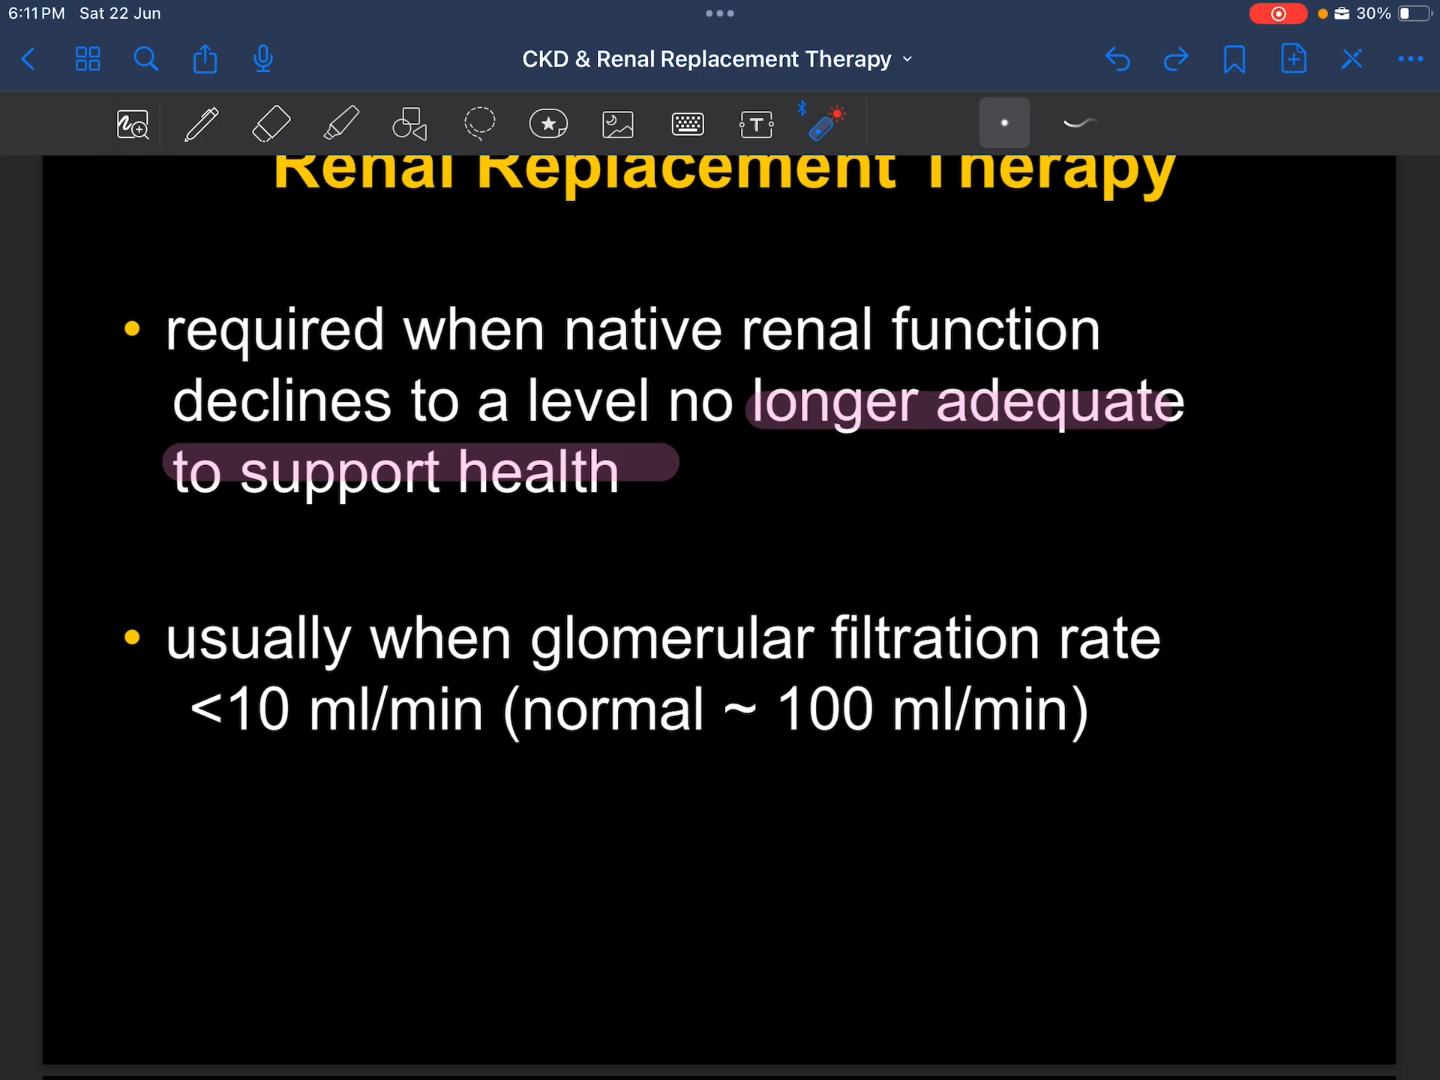 6:11 PM Sat 22 Jun
30%
CKD & Renal Replacement Therapy
T
Renal Replacement Therapy
• required when native renal function
declines to a level no longer adequate
to support health
• usually when glomerular filtration rate
<10 ml/min (normal ~ 100 ml/min)